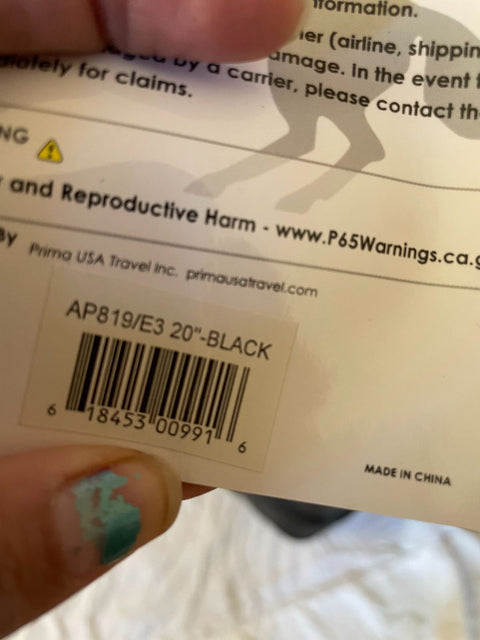 formation.
ier (airline, shippin
by a carrier, please contact th
amage. In the event
for claims.
NG
and Reproductive Harm - www.P65Warnings.ca.g
By Prima USA Travel Inc. primausatravel.com
AP819/E3 20"-BLACK
6 18453 00991 6
MADE IN CHINA